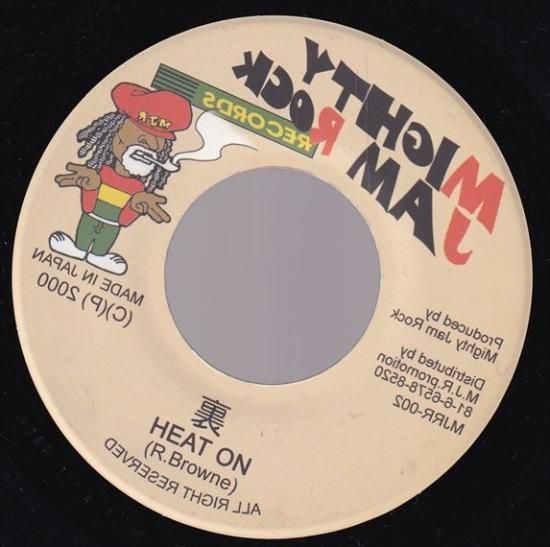 MIGHTY
JAM ROCK
RECORDS
M.J.R
MADE IN JAPAN
(C)(P) 2000
Produced by
Mighty Jam Rock
Distributed by
M.J.R. promotion
81-6-6578-8520
MJRR-002
裏
HEAT ON
(R.Browne)
ALL RIGHT RESERVED